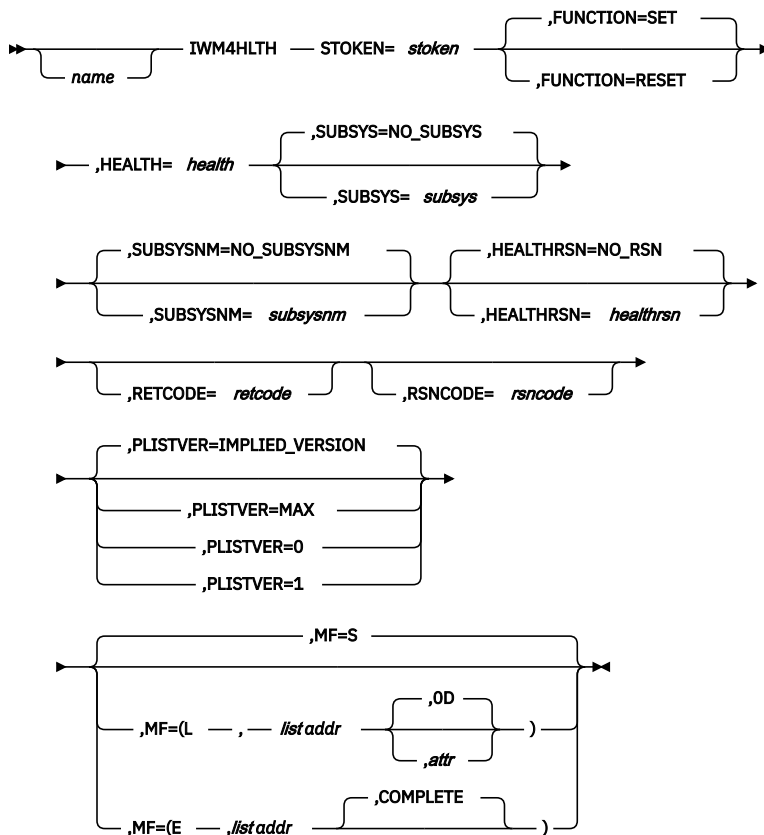 ,FUNCTION=SET
name IWM4HLTH STOKEN= stoken
,FUNCTION=RESET
,SUBSYS=NO_SUBSYS
,HEALTH= health
,SUBSYS= subsys
,SUBSYSNM=NO_SUBSYSNM ,HEALTHRSN=NO_RSN
,SUBSYSNM= subsysnm ,HEALTHRSN= healthrsn
,RETCODE= retcode ,RSNCODE= rsncode
,PLISTVER=IMPLIED_VERSION
,PLISTVER=MAX
,PLISTVER=0
,PLISTVER=1
,MF=S
,0D
,MF=(L , list addr )
,attr
,COMPLETE
,MF=(E ,list addr )